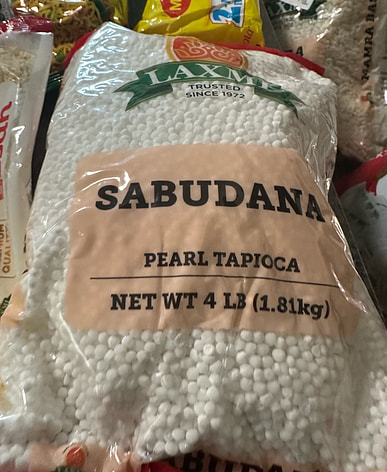 LAXMI
TRUSTED
SINCE 1972
SABUDANA
PEARL TAPIOCA
NET WT 4 LB (1.81kg)